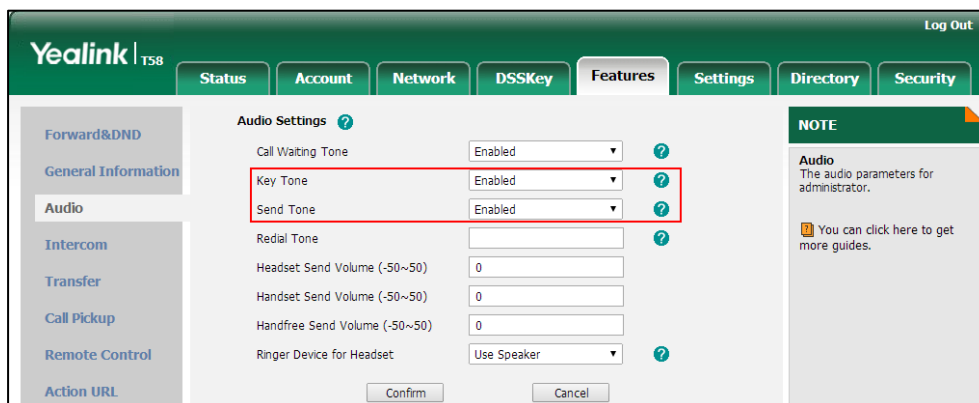 Log Out
Yealink T58
Status Account Network DSSKey Features Settings Directory Security
Forward&DND
General Information
Audio
Intercom
Transfer
Call Pickup
Remote Control
Action URL
Audio Settings ?
Call Waiting Tone Enabled ?
Key Tone Enabled ?
Send Tone Enabled ?
Redial Tone ?
Headset Send Volume (-50~50) 0
Handset Send Volume (-50~50) 0
Handfree Send Volume (-50~50) 0
Ringer Device for Headset Use Speaker ?
Confirm Cancel
NOTE
Audio
The audio parameters for
administrator.
? You can click here to get
more guides.